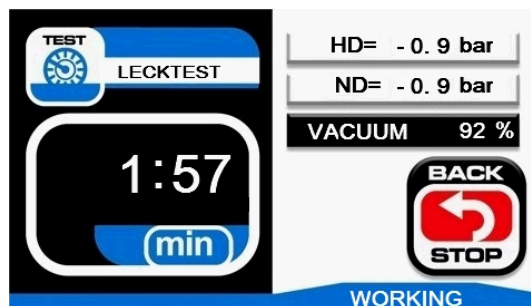 TEST
LECKTEST
1:57
min
HD= - 0. 9 bar
ND= - 0. 9 bar
VACUUM 92 %
BACK
STOP
WORKING